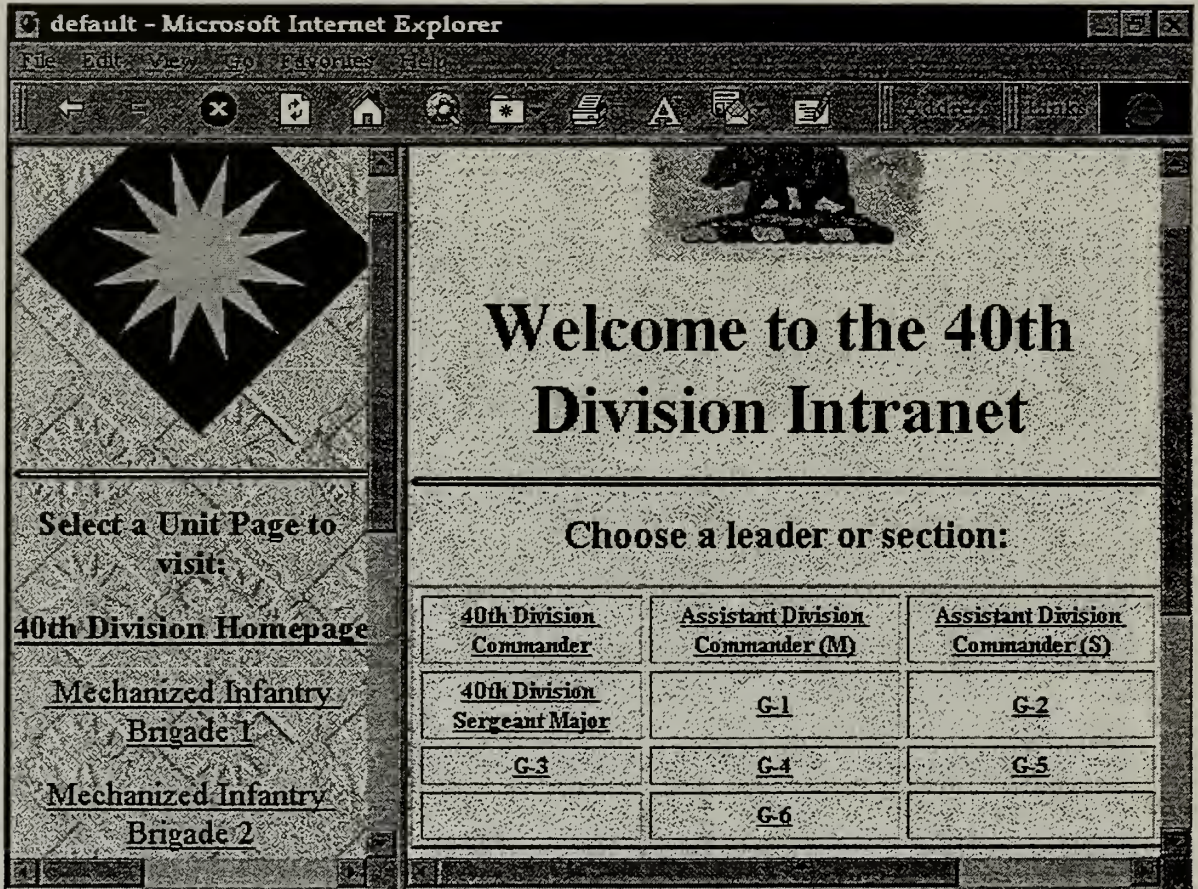 default - Microsoft Internet Explorer
File Edit View Go Favorites Help
Address Links
Select a Unit Page to
visit:
40th Division Homepage
Mechanized Infantry
Brigade 1
Mechanized Infantry
Brigade 2
Welcome to the 40th
Division Intranet
Choose a leader or section:
40th Division
Commander
Assistant Division
Commander (M)
Assistant Division
Commander (S)
40th Division
Sergeant Major
G-1
G-2
G-3
G-4
G-5
G-6